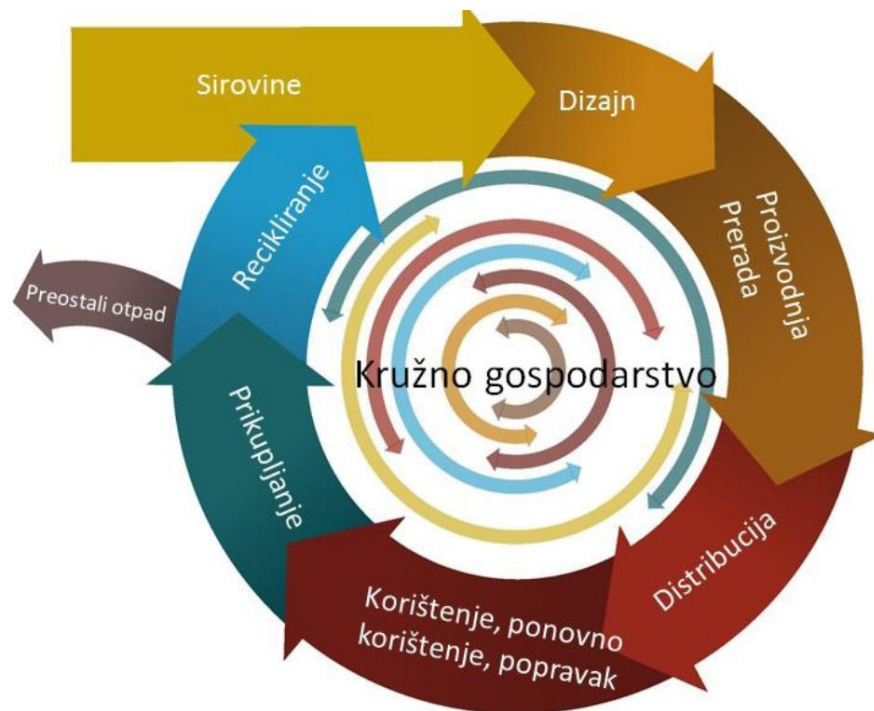 Sirovine
Dizajn
Proizvodnja
Prerada
Distribucija
Korištenje, ponovno
korištenje, popravak
Prikupljanje
Recikliranje
Preostali otpad
Kružno gospodarstvo